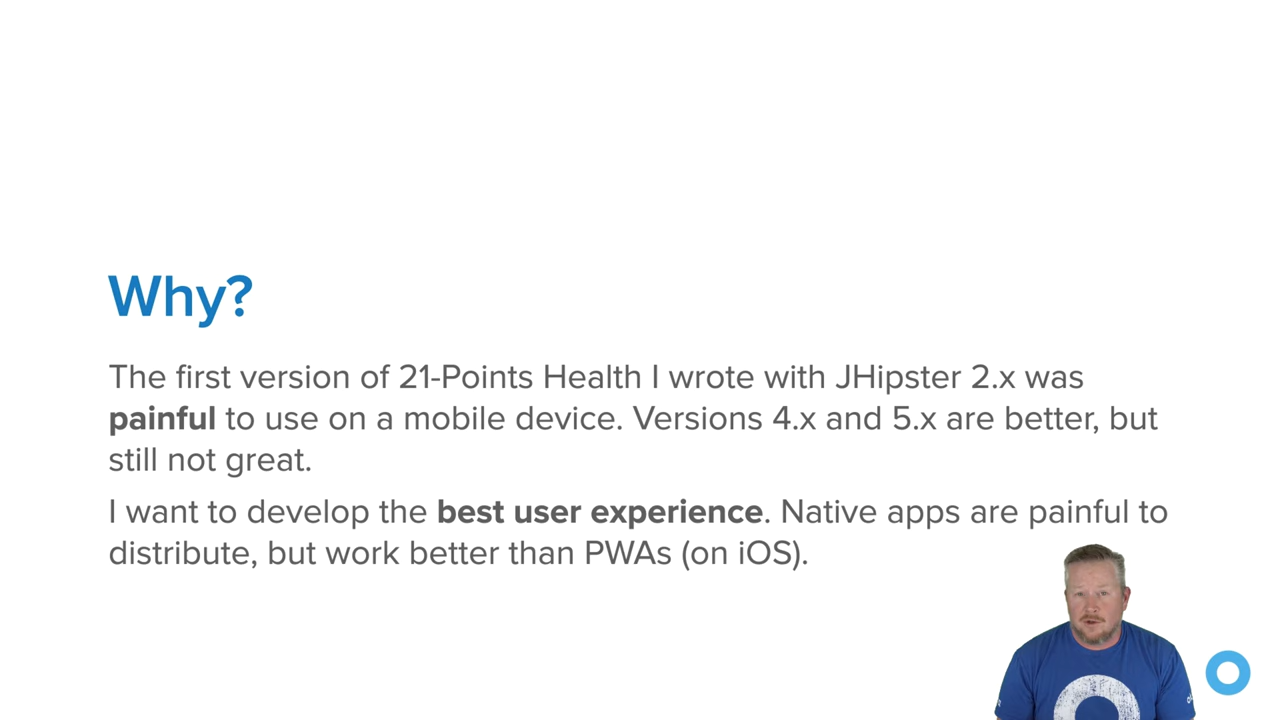 Why?
The first version of 21-Points Health I wrote with JHipster 2.x was
painful to use on a mobile device. Versions 4.x and 5.x are better, but
still not great.
I want to develop the best user experience. Native apps are painful to
distribute, but work better than PWAs (on iOS).